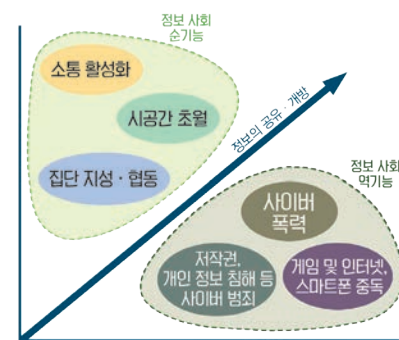 정보 사회
순기능
소통 활성화
시공간 초월
집단 지성·협동
정보의 공유·개방
정보 사회
역기능
사이버
폭력
저작권,
개인 정보 침해 등
사이버 범죄
게임 및 인터넷,
스마트폰 중독